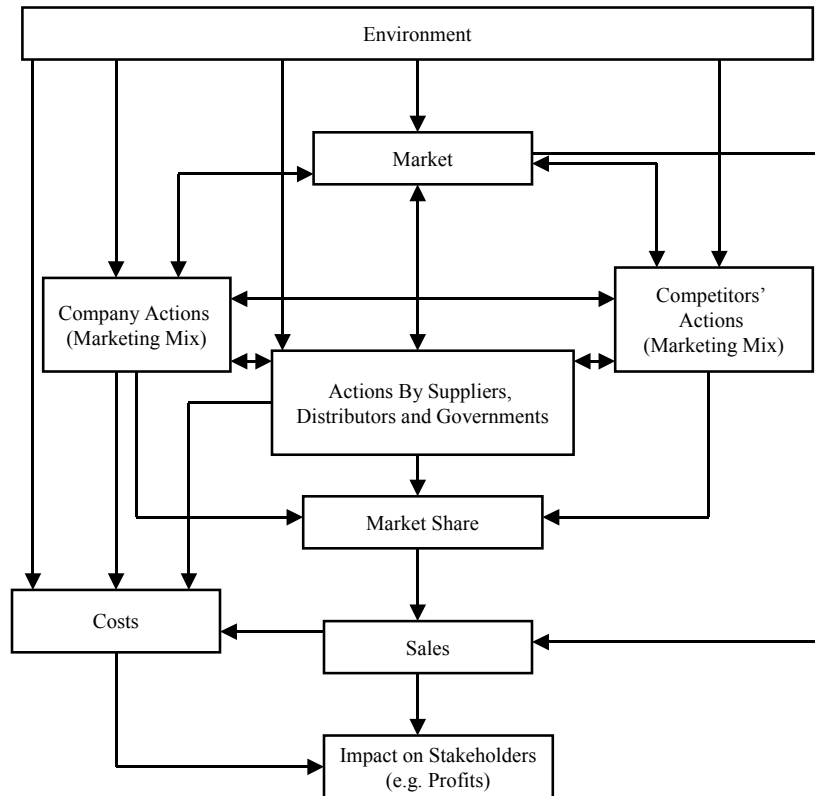 Environment
Market
Company Actions
(Marketing Mix)
Competitors’
Actions
(Marketing Mix)
Actions By Suppliers,
Distributors and Governments
Market Share
Costs
Sales
Impact on Stakeholders
(e.g. Profits)